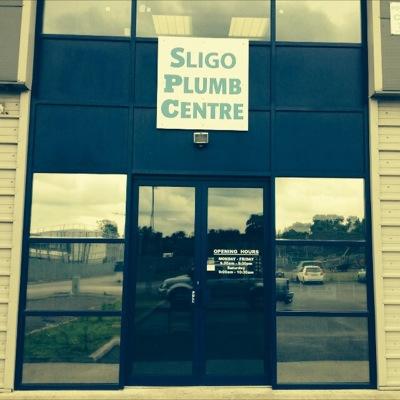 SLIGO
PLUMB
CENTRE
OPENING HOURS
MONDAY - FRIDAY
Saturday